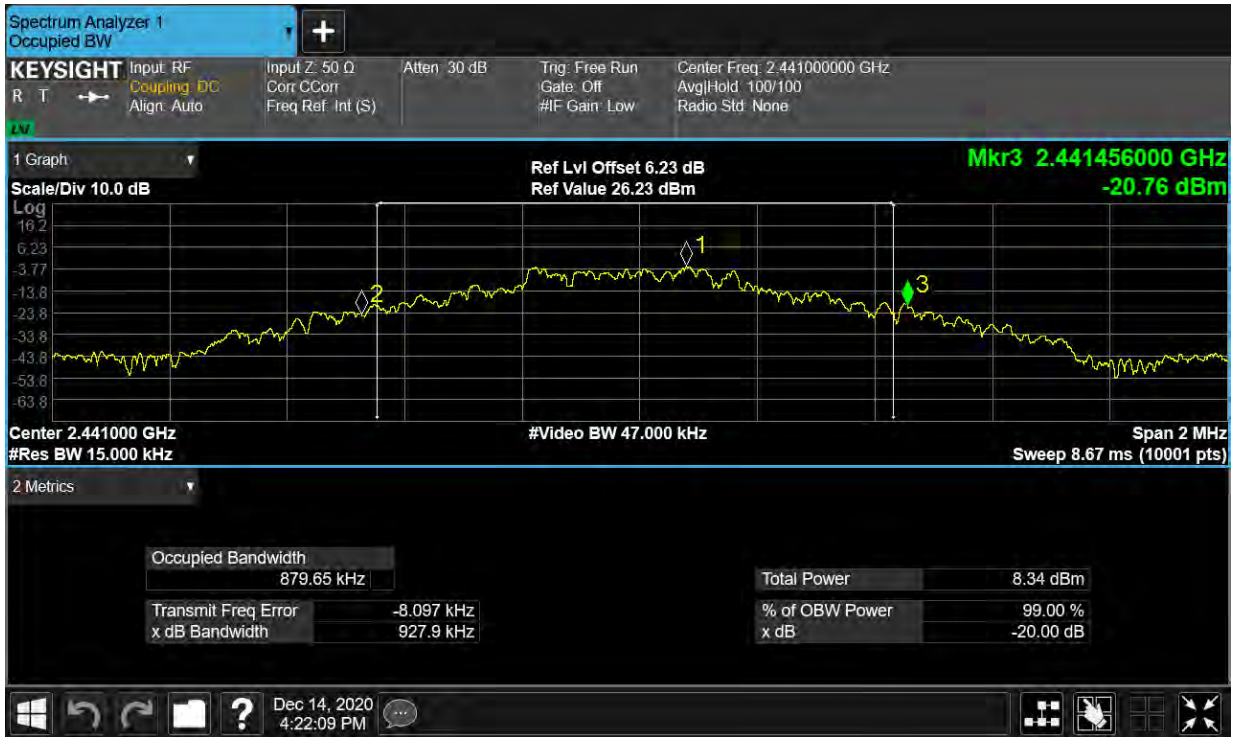 Spectrum Analyzer 1
Occupied BW
+
KEYSIGHT
R T
Input: RF
Coupling: DC
Align: Auto
Input Z: 50 Ω
Corr CCorr
Freq Ref: Int (S)
Atten: 30 dB
Trig: Free Run
Gate: Off
#IF Gain: Low
Center Freq: 2.441000000 GHz
Avg|Hold: 100/100
Radio Std: None
1 Graph
Scale/Div 10.0 dB
Ref Lvl Offset 6.23 dB
Ref Value 26.23 dBm
Mkr3 2.441456000 GHz
-20.76 dBm
Log
16.2
6.23
-3.77
-13.8
-23.8
-33.8
-43.8
-53.8
-63.8
1
2
3
Center 2.441000 GHz
#Res BW 15.000 kHz
#Video BW 47.000 kHz
Span 2 MHz
Sweep 8.67 ms (10001 pts)
2 Metrics
Occupied Bandwidth
879.65 kHz
Transmit Freq Error -8.097 kHz
x dB Bandwidth 927.9 kHz
Total Power 8.34 dBm
% of OBW Power 99.00 %
x dB -20.00 dB
?
Dec 14, 2020
4:22:09 PM